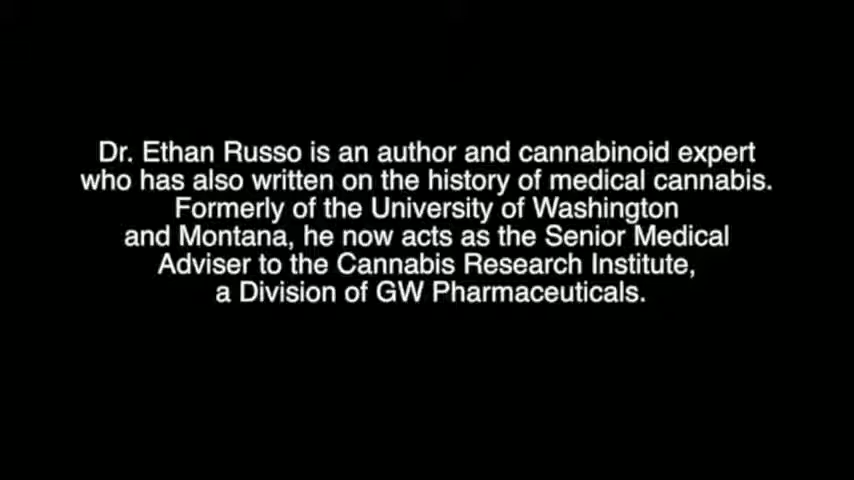 Dr. Ethan Russo is an author and cannabinoid expert
who has also written on the history of medical cannabis.
Formerly of the University of Washington
and Montana, he now acts as the Senior Medical
Adviser to the Cannabis Research Institute,
a Division of GW Pharmaceuticals.